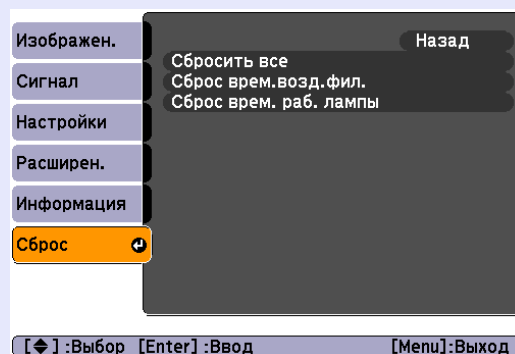 Изображен.
Сигнал
Настройки
Расширен.
Информация
Сброс
Назад
Сбросить все
Сброс врем.возд.фил.
Сброс врем. раб. лампы
[◆] :Выбор [Enter] :Ввод [Menu]:Выход